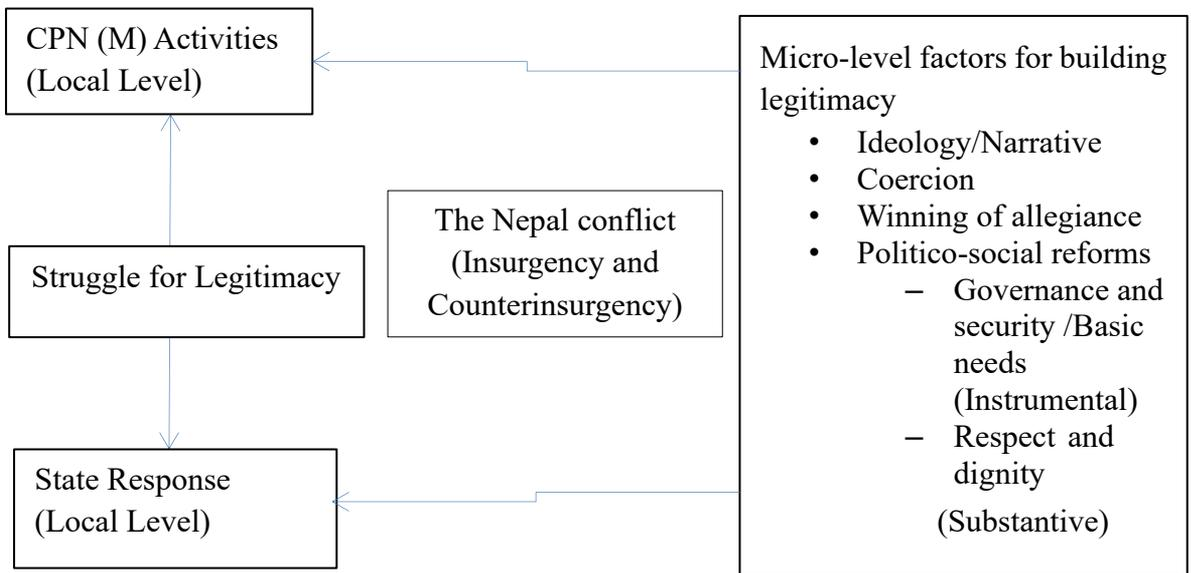 CPN (M) Activities
(Local Level)
Struggle for Legitimacy
State Response
(Local Level)
The Nepal conflict
(Insurgency and
Counterinsurgency)
Micro-level factors for building
legitimacy
• Ideology/Narrative
• Coercion
• Winning of allegiance
• Politico-social reforms
– Governance and
security /Basic
needs
(Instrumental)
– Respect and
dignity
(Substantive)